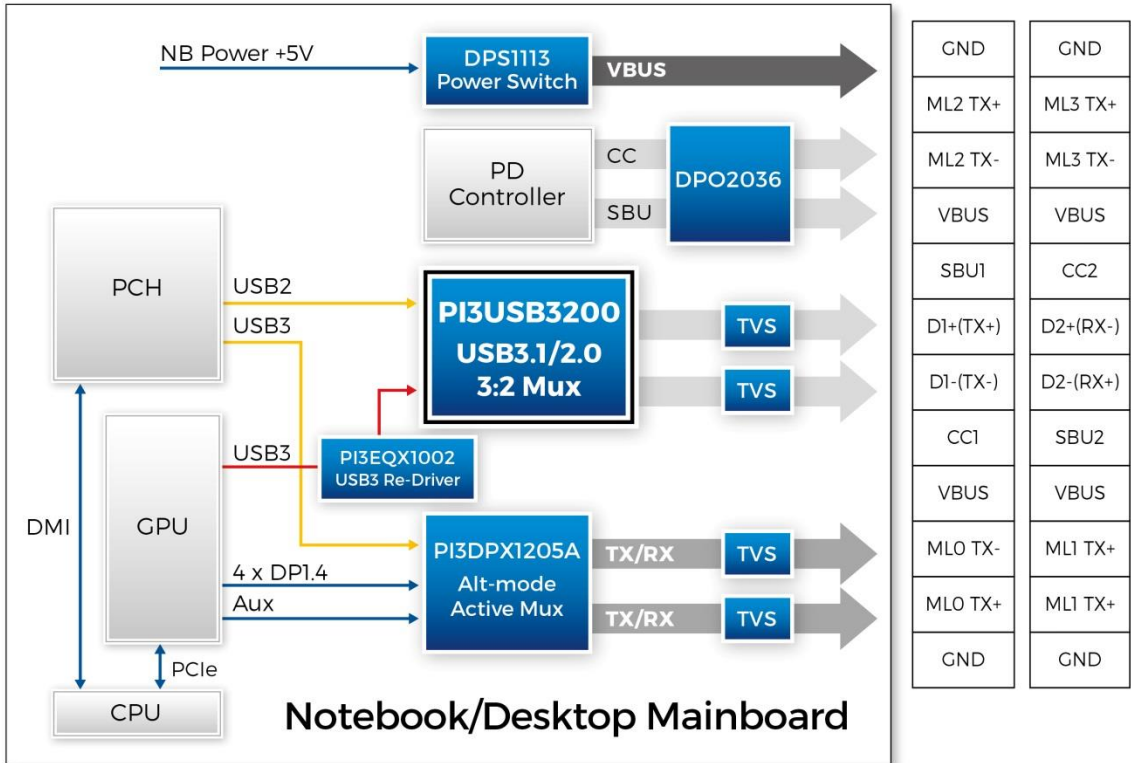 NB Power +5V
DPS1113
Power Switch
VBUS
PD
Controller
CC
SBU
DPO2036
PCH
USB2
USB3
PI3USB3200
USB3.1/2.0
3:2 Mux
TVS
TVS
USB3
PI3EQX1002
USB3 Re-Driver
DMI
GPU
4 x DP1.4
Aux
PI3DPX1205A
Alt-mode
Active Mux
TX/RX
TVS
TX/RX
TVS
PCIe
CPU
Notebook/Desktop Mainboard
GND GND
ML2 TX+ ML3 TX+
ML2 TX- ML3 TX-
VBUS VBUS
SBU1 CC2
D1+(TX+) D2+(RX-)
D1-(TX-) D2-(RX+)
CC1 SBU2
VBUS VBUS
ML0 TX- ML1 TX+
ML0 TX+ ML1 TX+
GND GND